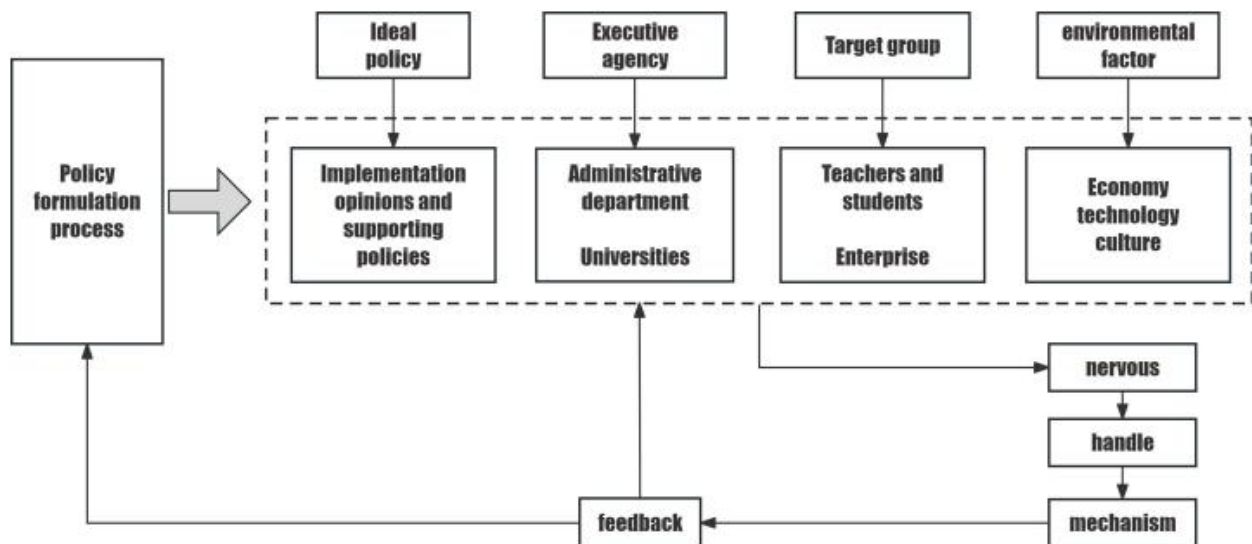 Ideal
policy
Executive
agency
Target group
environmental
factor
Policy
formulation
process
Implementation
opinions and
supporting
policies
Administrative
department
Universities
Teachers and
students
Enterprise
Economy
technology
culture
nervous
handle
mechanism
feedback